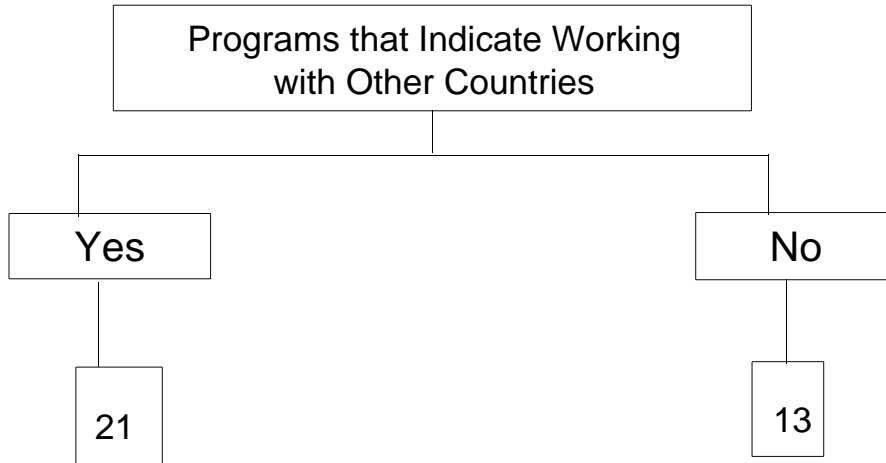 Programs that Indicate Working
with Other Countries
Yes
No
21
13